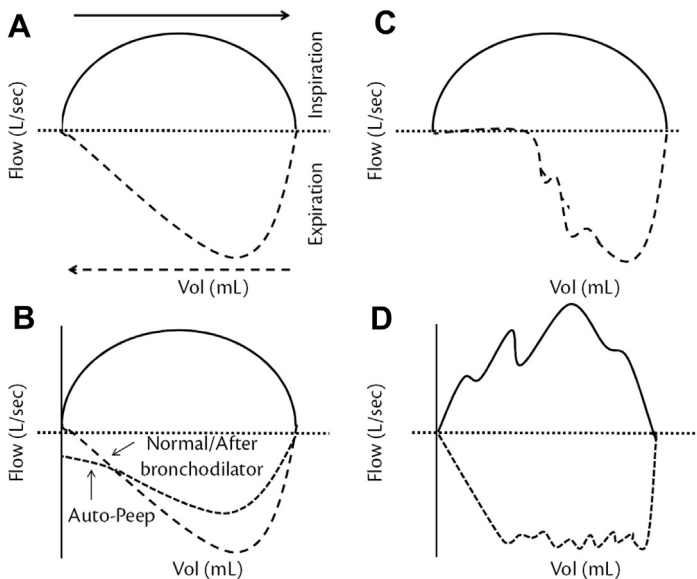 A
Flow (L/sec)
Inspiration
Expiration
Vol (mL)
C
Flow (L/sec)
Vol (mL)
B
Flow (L/sec)
Normal/After
bronchodilator
Auto-Peep
Vol (mL)
D
Flow (L/sec)
Vol (mL)